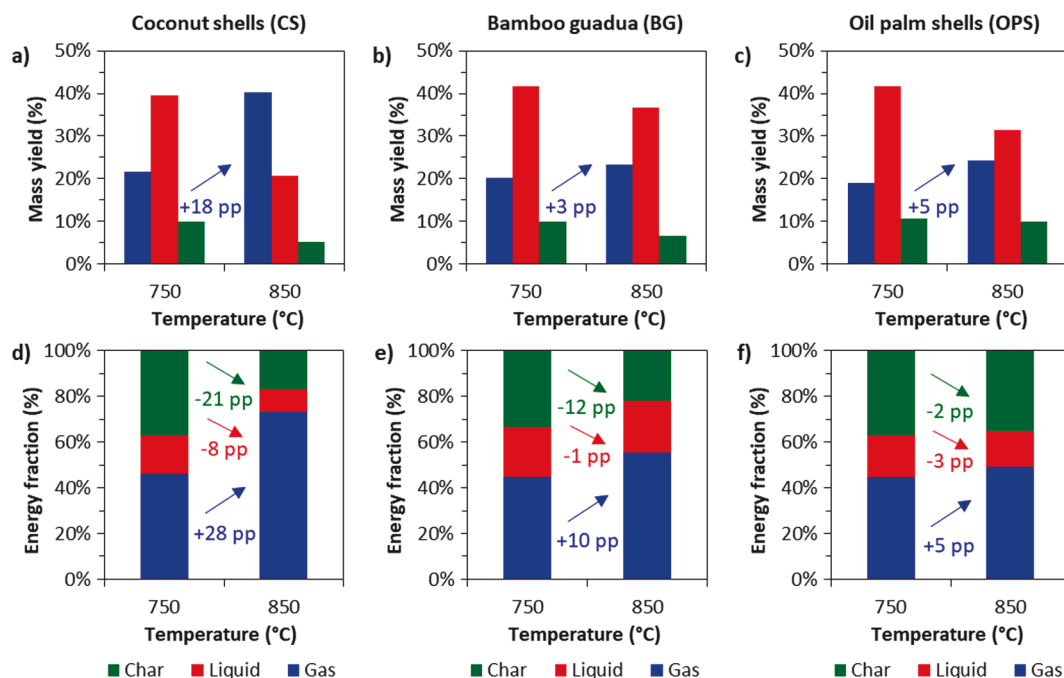 Coconut shells (CS)
Bamboo guadua (BG)
Oil palm shells (OPS)
a)
Mass yield (%)
50%
40%
30%
20%
10%
0%
+18 pp
750
850
Temperature (°C)
b)
Mass yield (%)
50%
40%
30%
20%
10%
0%
+3 pp
750
850
Temperature (°C)
c)
Mass yield (%)
50%
40%
30%
20%
10%
0%
+5 pp
750
850
Temperature (°C)
d)
Energy fraction (%)
100%
80%
60%
40%
20%
0%
-21 pp
-8 pp
+28 pp
750
850
Temperature (°C)
Char Liquid Gas
e)
Energy fraction (%)
100%
80%
60%
40%
20%
0%
-12 pp
-1 pp
+10 pp
750
850
Temperature (°C)
Char Liquid Gas
f)
Energy fraction (%)
100%
80%
60%
40%
20%
0%
-2 pp
-3 pp
+5 pp
750
850
Temperature (°C)
Char Liquid Gas